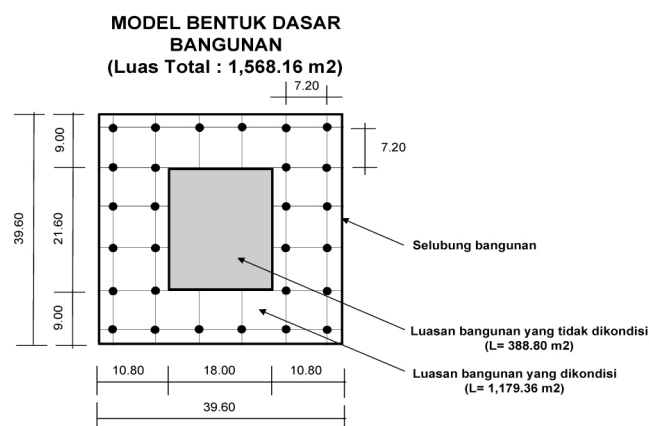 MODEL BENTUK DASAR
BANGUNAN
(Luas Total : 1,568.16 m2)
7.20
7.20
9.00
39.60
21.60
9.00
Selubung bangunan
Luasan bangunan yang tidak dikondisi
(L= 388.80 m2)
Luasan bangunan yang dikondisi
(L= 1,179.36 m2)
10.80
18.00
10.80
39.60